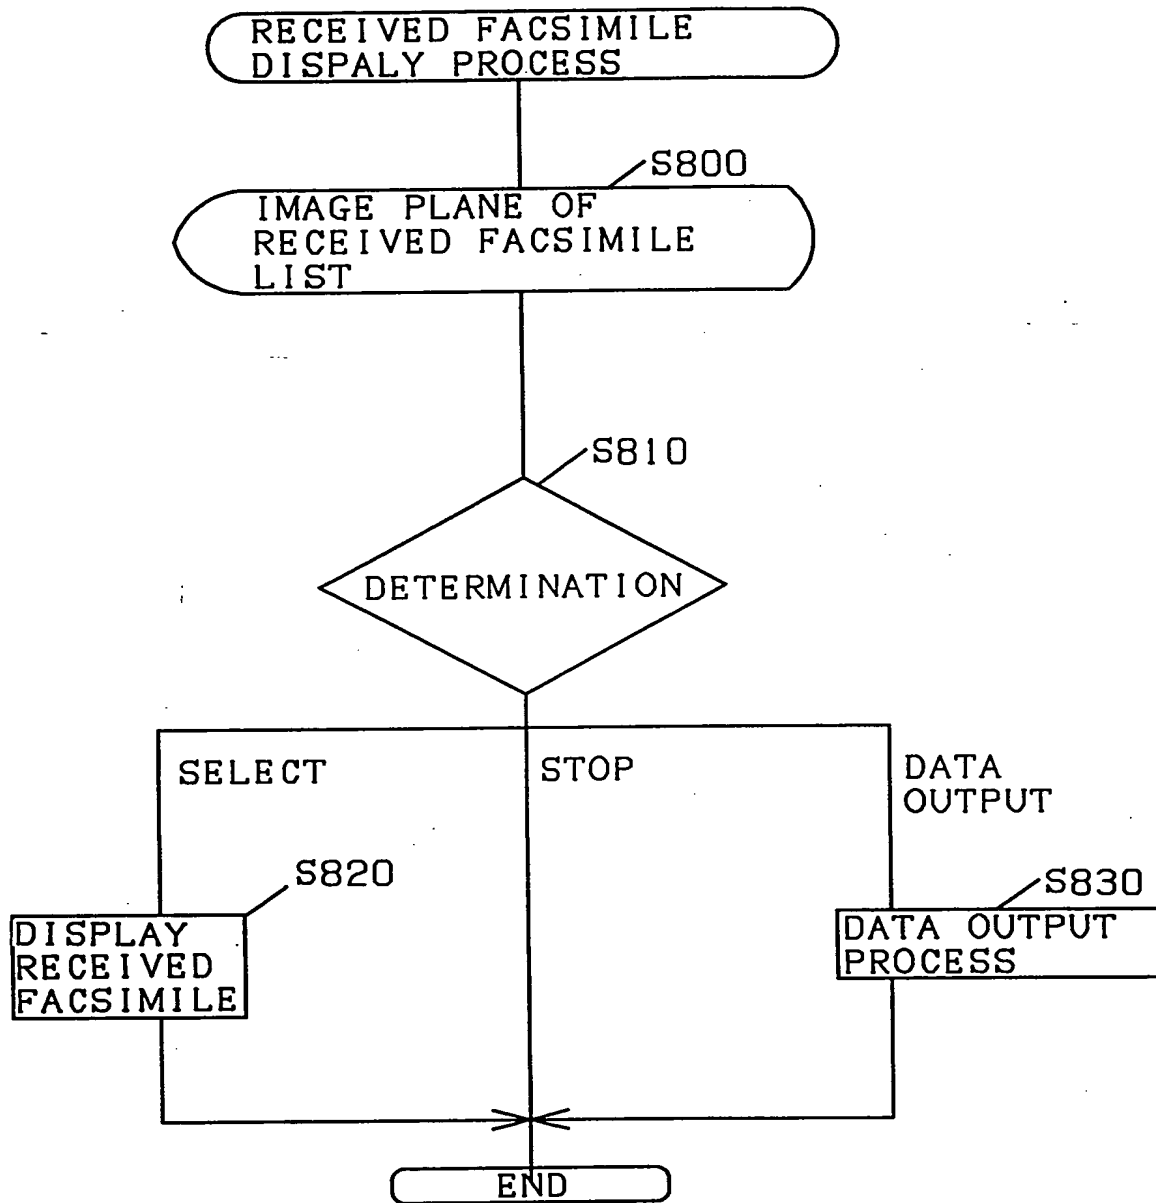 RECEIVED FACSIMILE
DISPALY PROCESS
S800
IMAGE PLANE OF
RECEIVED FACSIMILE
LIST
S810
DETERMINATION
SELECT
STOP
DATA
OUTPUT
S820
S830
DISPLAY
RECEIVED
FACSIMILE
DATA OUTPUT
PROCESS
END